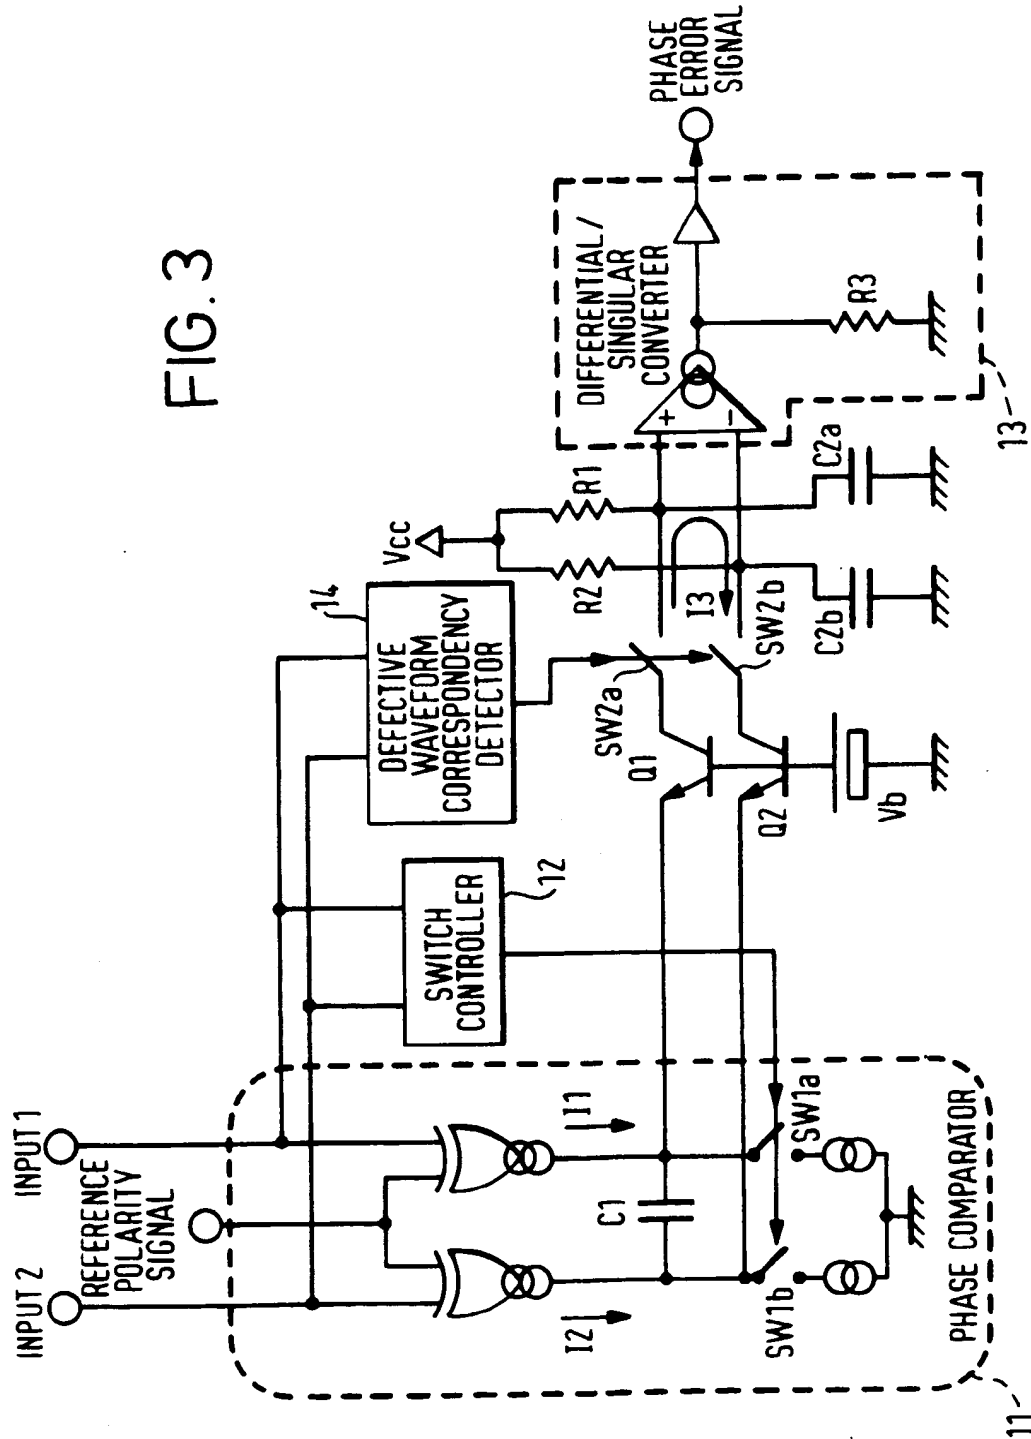 FIG. 3
INPUT 1
INPUT 2
REFERENCE
POLARITY
SIGNAL
I1
I2
C1
SW1a
SW1b
PHASE COMPARATOR
11
SWITCH
CONTROLLER
12
DEFECTIVE
WAVEFORM
CORRESPONDENCY
DETECTOR
14
Q1
Q2
Vb
SW2a
SW2b
Vcc
R1
R2
I3
C2a
C2b
DIFFERENTIAL/
SINGULAR
CONVERTER
+
-
R3
13
PHASE
ERROR
SIGNAL